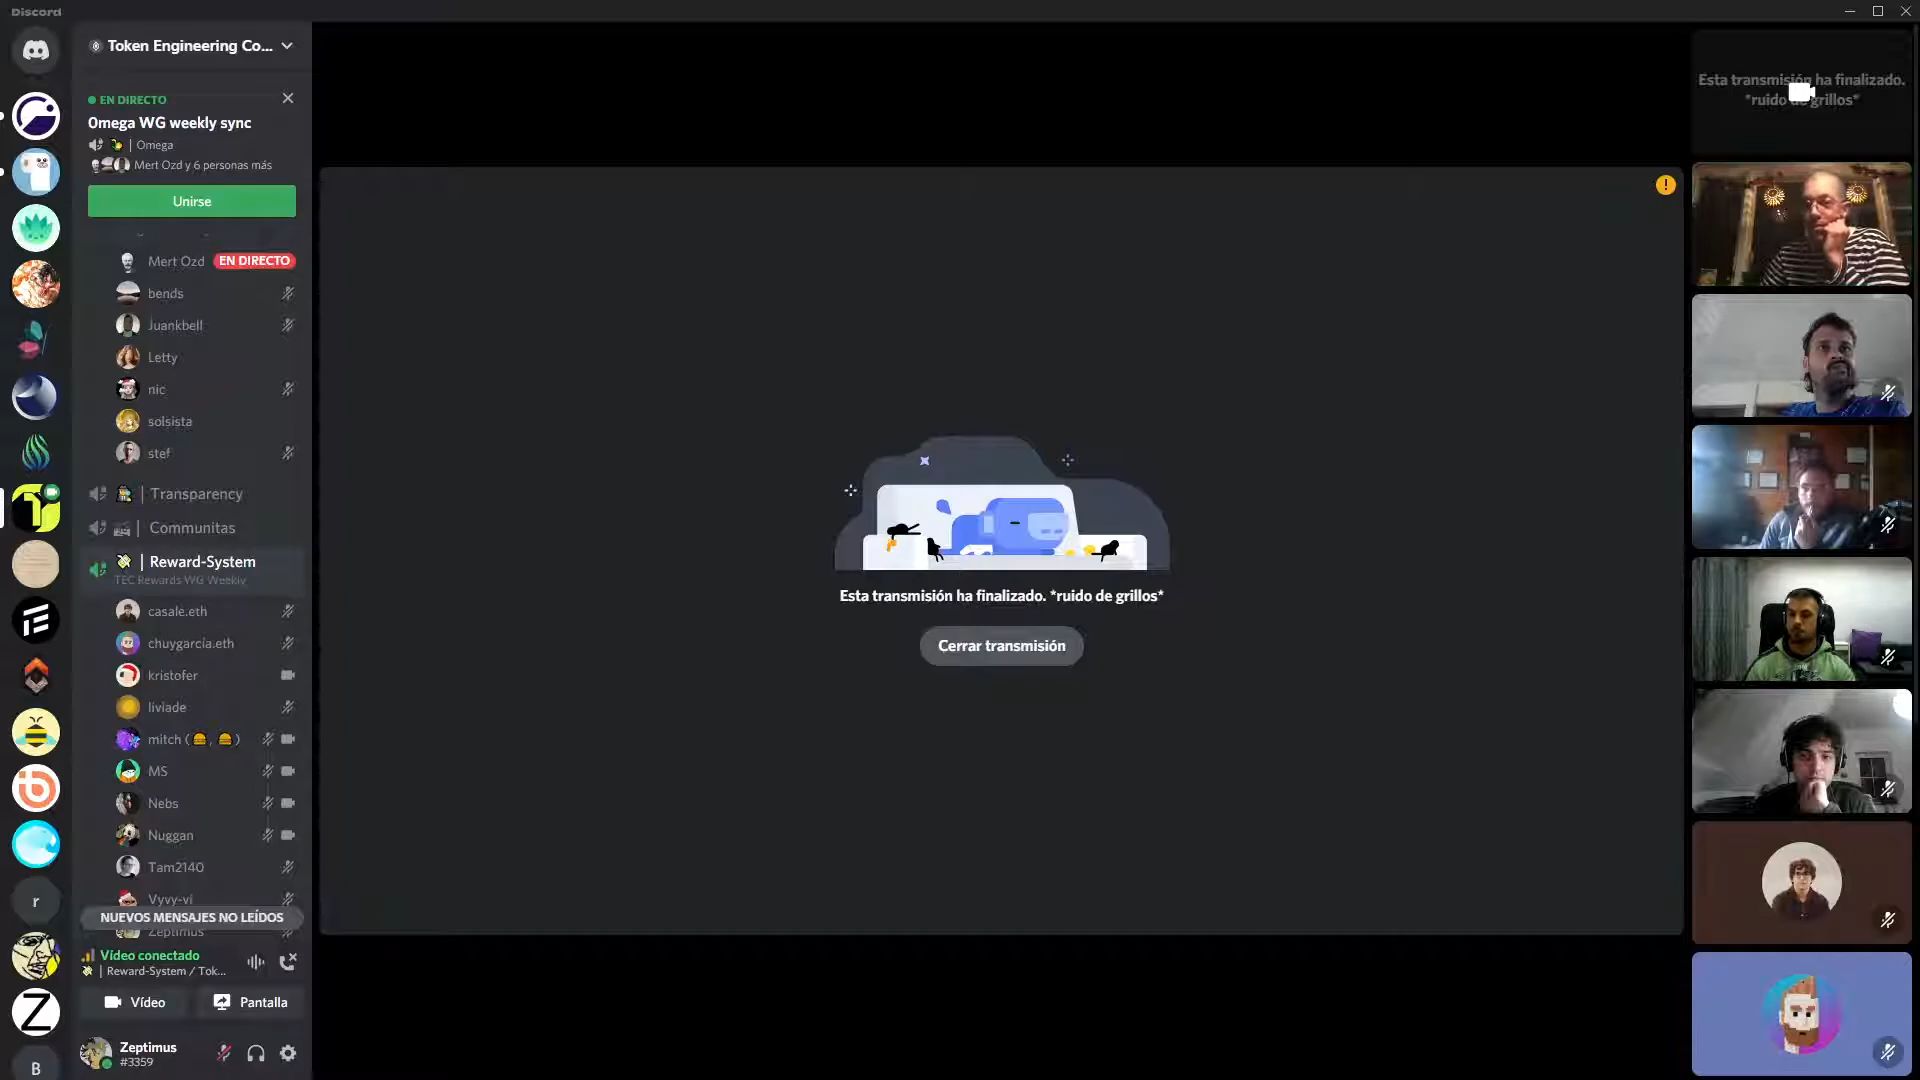 Discord
Token Engineering Co...
EN DIRECTO
Omega WG weekly sync
| Omega
Mert Ozd y 6 personas más
Unirse
Mert Ozd EN DIRECTO
bends
Juankbell
Letty
nic
solsista
stef
| Transparency
| Communitas
| Reward-System
TEC Rewards WG Weekly
casale.eth
chuygarcia.eth
kristofer
liviade
mitch ( , )
MS
Nebs
Nuggan
Tam2140
Vyvy-vi
NUEVOS MENSAJES NO LEÍDOS
Zeptimus
Vídeo conectado
| Reward-System / Tok...
Vídeo
Pantalla
Zeptimus
#3359
r
Z
B
Esta transmisión ha finalizado. *ruido de grillos*
Cerrar transmisión
Esta transmisión ha finalizado.
*ruido de grillos*